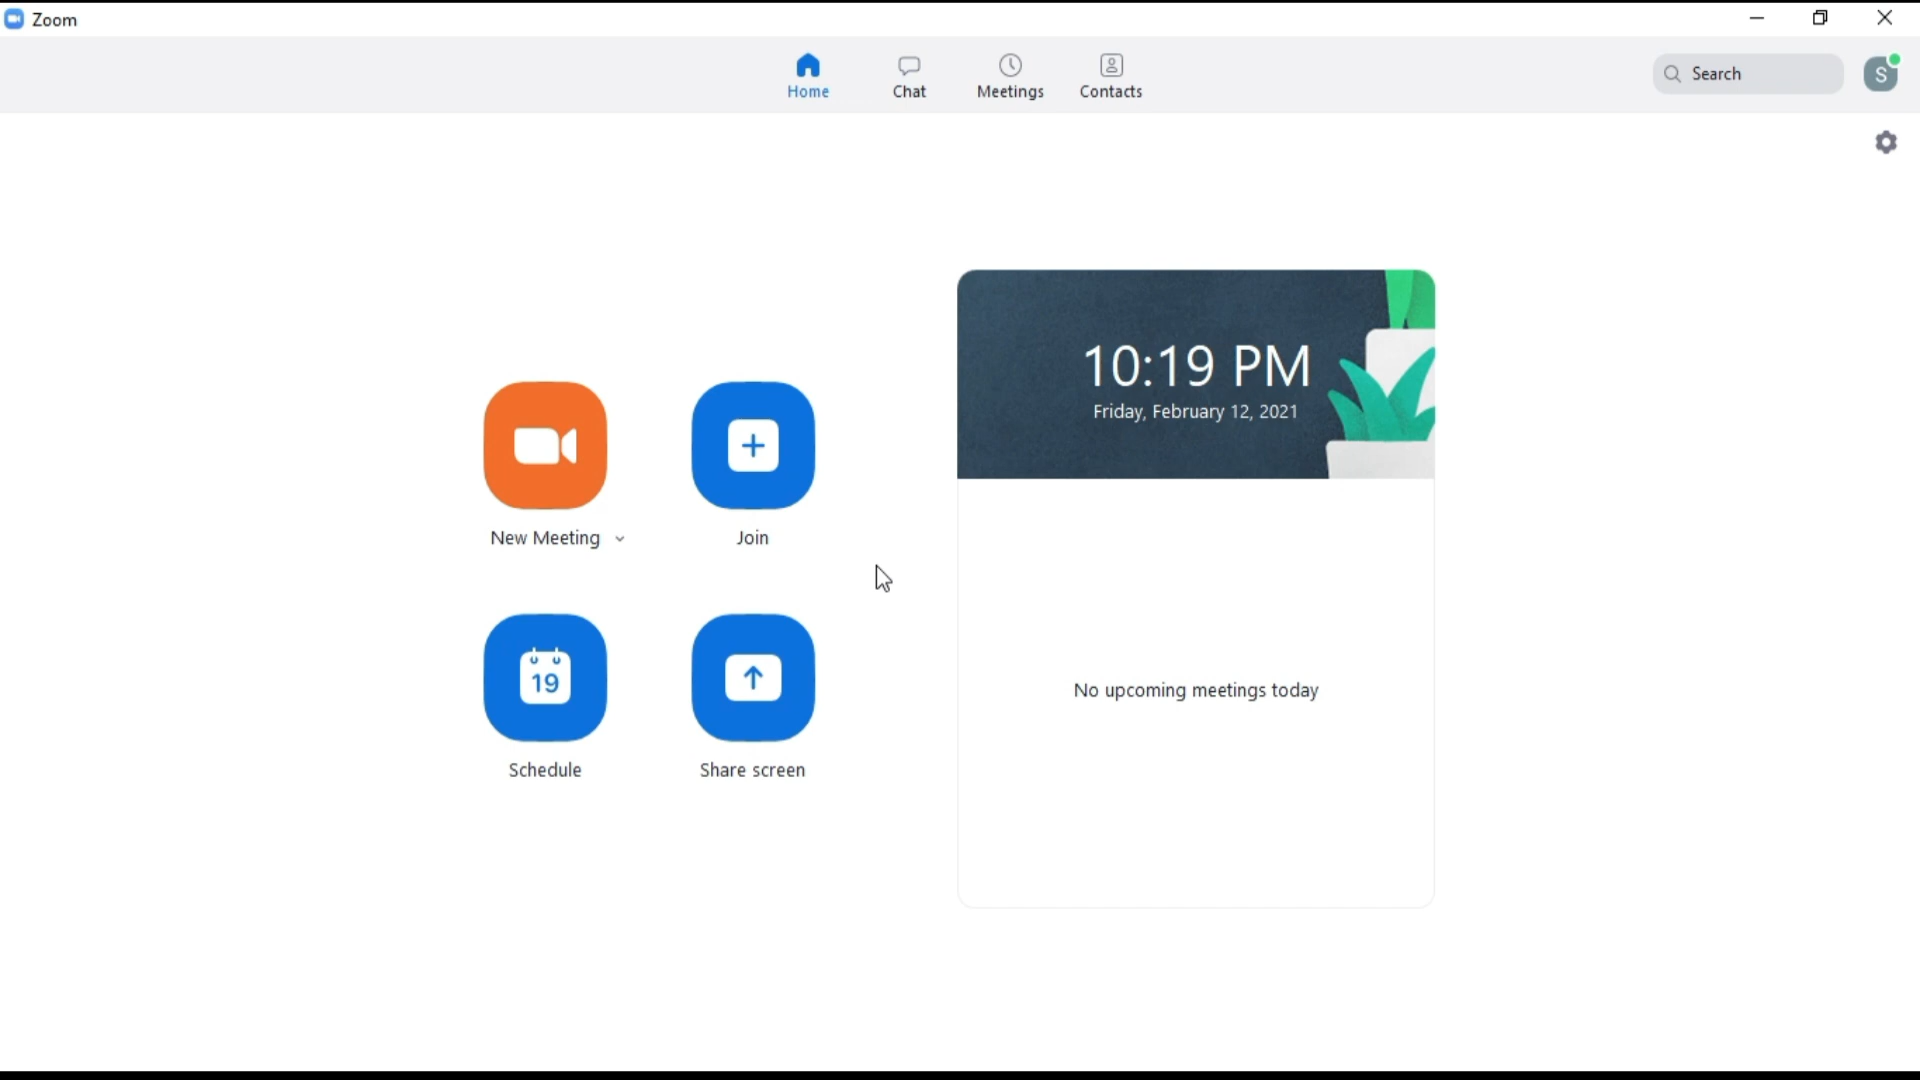 Zoom
Home
Chat
Meetings
Contacts
Search
S
10:19 PM
Friday, February 12, 2021
New Meeting
Join
19
Schedule
Share screen
No upcoming meetings today